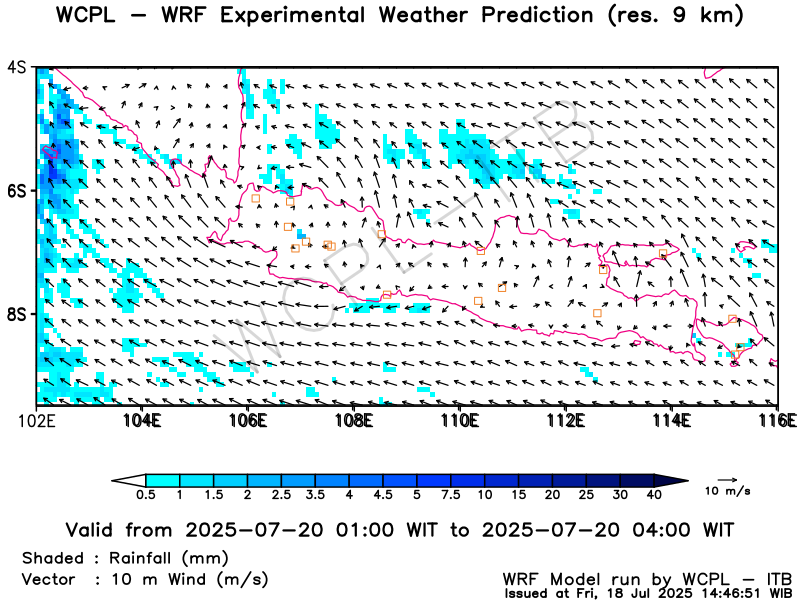 WCPL – WRF Experimental Weather Prediction (res. 9 km)
4S
6S
8S
WCPL-ITB
102E 104E 106E 108E 110E 112E 114E 116E
0.5 1 1.5 2 2.5 3.5 4 4.5 5 7.5 10 15 20 25 30 40
10 m/s
Valid from 2025-07-20 01:00 WIT to 2025-07-20 04:00 WIT
Shaded : Rainfall (mm)
Vector : 10 m Wind (m/s)
WRF Model run by WCPL – ITB
Issued at Fri, 18 Jul 2025 14:46:51 WIB